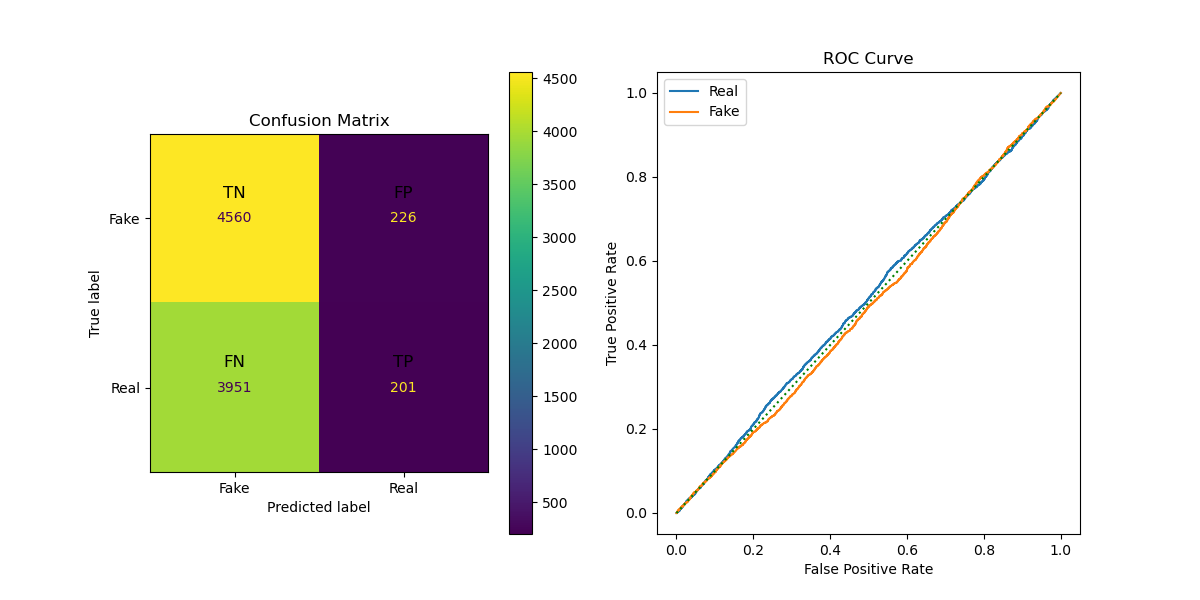 Confusion Matrix
TN
4560
FP
226
Fake
FN
3951
TP
201
Real
True label
Fake
Real
Predicted label
4500
4000
3500
3000
2500
2000
1500
1000
500
ROC Curve
Real
Fake
1.0
0.8
0.6
0.4
0.2
0.0
True Positive Rate
0.0
0.2
0.4
0.6
0.8
1.0
False Positive Rate